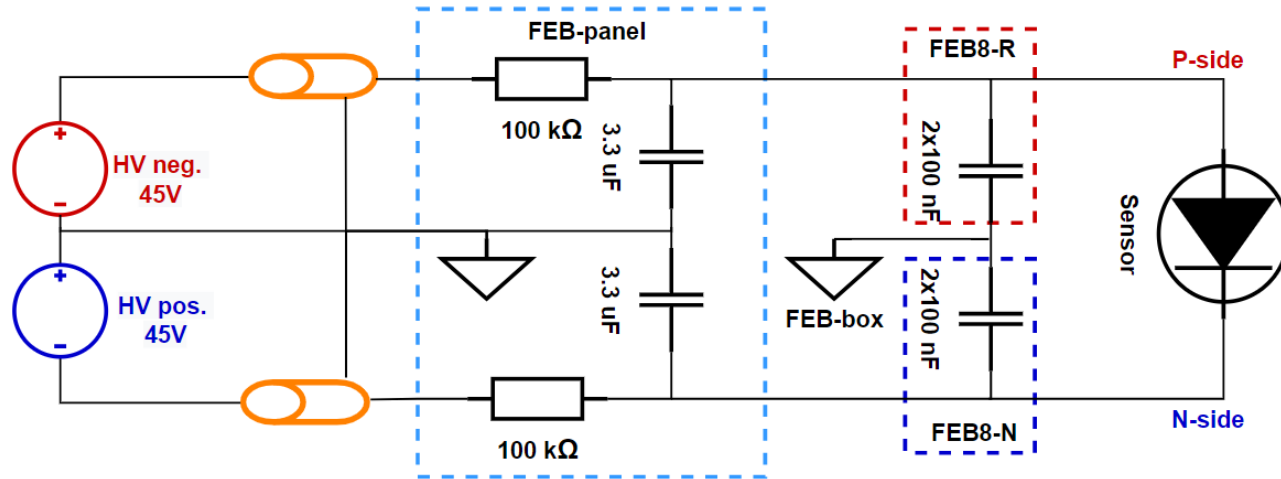 FEB-panel
FEB8-R
P-side
+
HV neg.
45V
-
100 kΩ
3.3 uF
2x100 nF
Sensor
+
HV pos.
45V
-
3.3 uF
FEB-box
2x100 nF
100 kΩ
FEB8-N
N-side